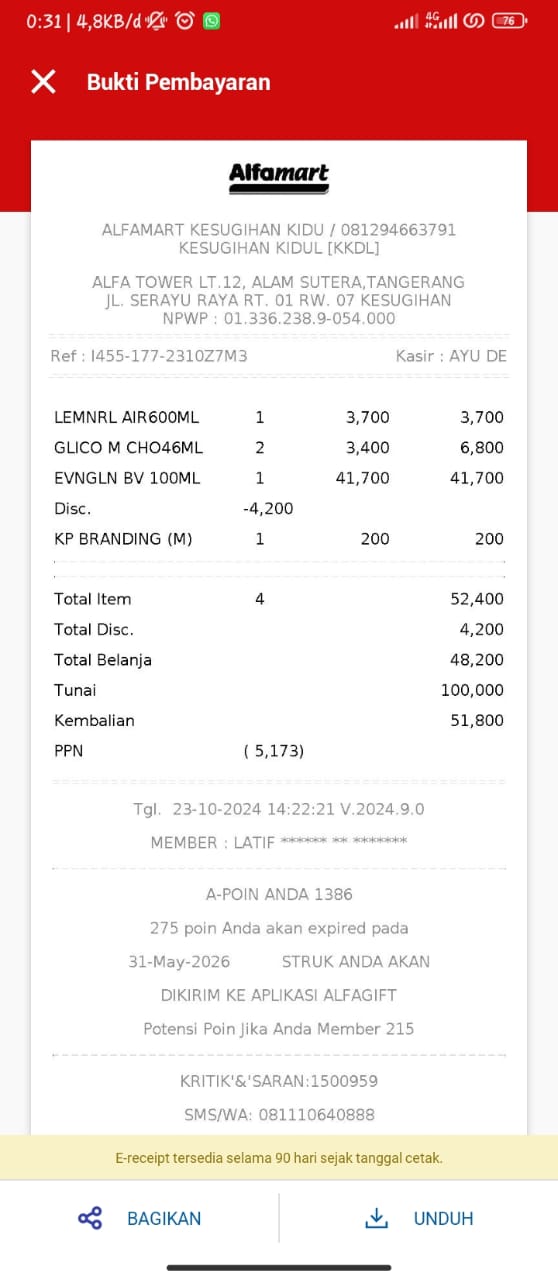 0:31 | 4,8KB/d 4G 76
Bukti Pembayaran
Alfamart
ALFAMART KESUGIHAN KIDU / 081294663791
KESUGIHAN KIDUL [KKDL]
ALFA TOWER LT.12, ALAM SUTERA,TANGERANG
JL. SERAYU RAYA RT. 01 RW. 07 KESUGIHAN
NPWP : 01.336.238.9-054.000
Ref : I455-177-2310Z7M3 Kasir : AYU DE
LEMNRL AIR600ML 1 3,700 3,700
GLICO M CHO46ML 2 3,400 6,800
EVNGLN BV 100ML 1 41,700 41,700
Disc. -4,200
KP BRANDING (M) 1 200 200
Total Item 4 52,400
Total Disc. 4,200
Total Belanja 48,200
Tunai 100,000
Kembalian 51,800
PPN ( 5,173)
Tgl. 23-10-2024 14:22:21 V.2024.9.0
MEMBER : LATIF ****** ** *******
A-POIN ANDA 1386
275 poin Anda akan expired pada
31-May-2026 STRUK ANDA AKAN
DIKIRIM KE APLIKASI ALFAGIFT
Potensi Poin Jika Anda Member 215
KRITIK'&'SARAN:1500959
SMS/WA: 081110640888
E-receipt tersedia selama 90 hari sejak tanggal cetak.
BAGIKAN UNDUH